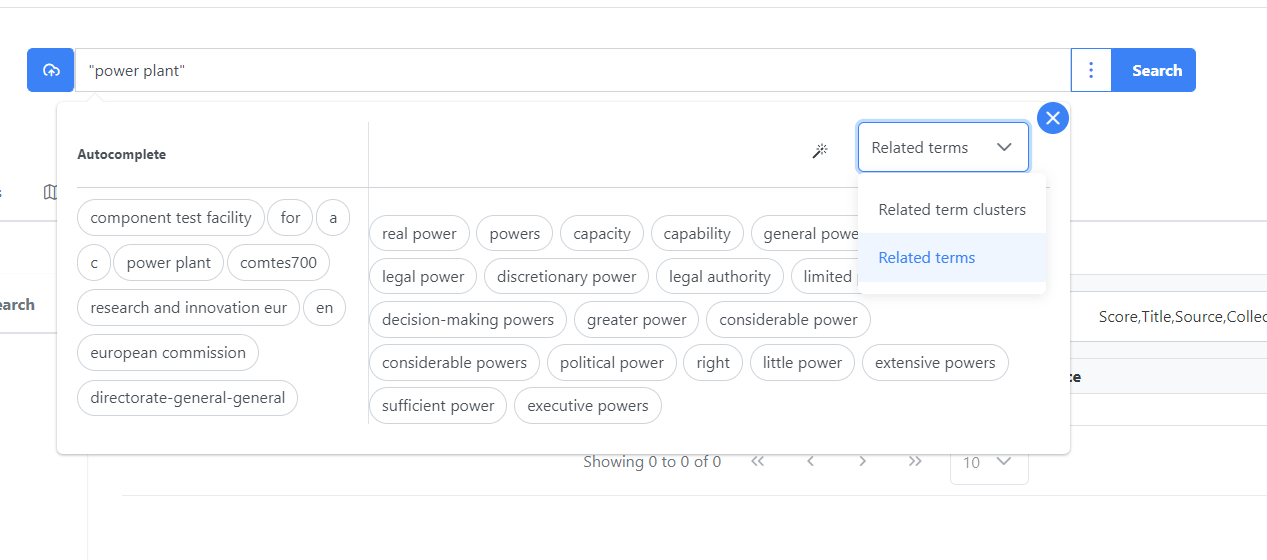 "power plant"
Search
Autocomplete
Related terms
Related term clusters
Related terms
component test facility for a
c power plant comtes700
research and innovation eur en
european commission
directorate-general-general
real power powers capacity capability general
legal power discretionary power legal authority limited
decision-making powers greater power considerable power
considerable powers political power right little power extensive powers
sufficient power executive powers
Score,Title,Source,Collec
Showing 0 to 0 of 0
10